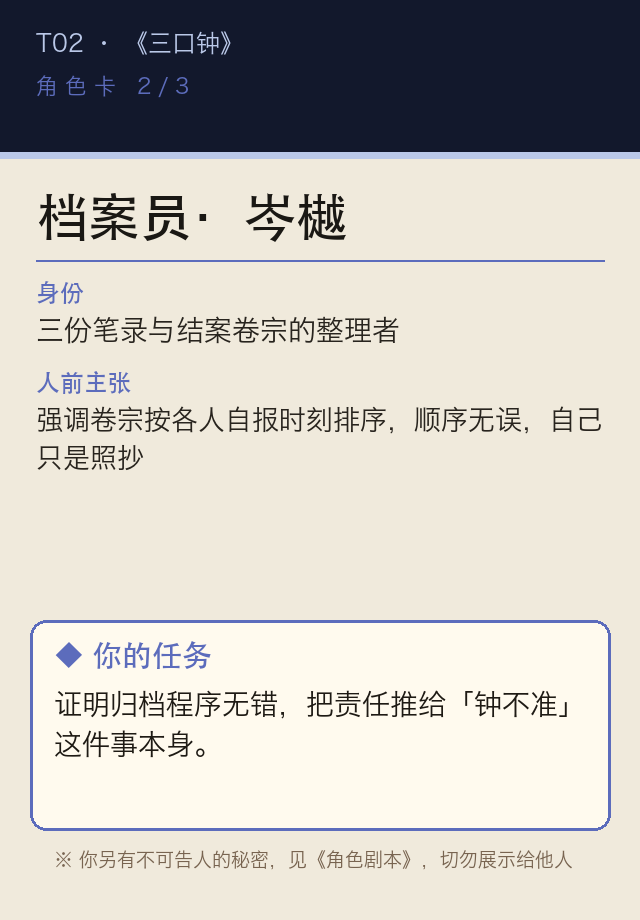 T02 · 《三口钟》
角色卡 2/3
档案员· 岑樾
身份
三份笔录与结案卷宗的整理者
人前主张
强调卷宗按各人自报时刻排序，顺序无误，自己
只是照抄
◆ 你的任务
证明归档程序无错，把责任推给「钟不准」
这件事本身。
※ 你另有不可告人的秘密，见《角色剧本》，切勿展示给他人